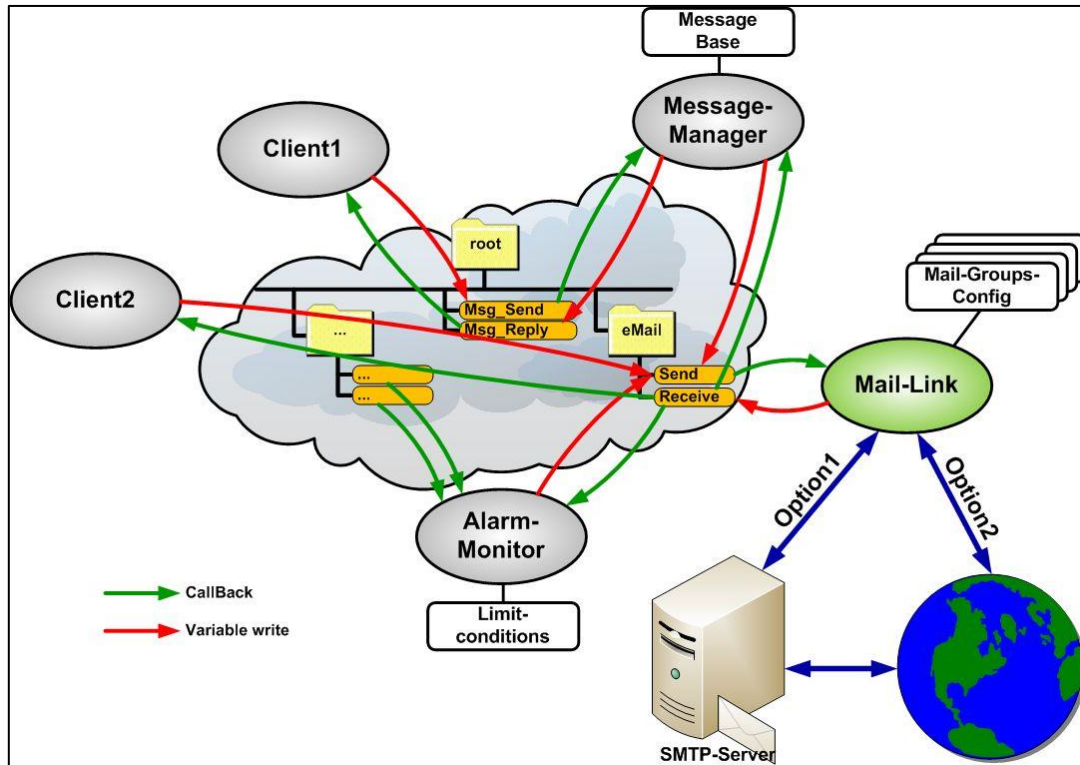 Message
Base
Message-
Manager
Client1
root
Client2
Msg_Send
Msg_Reply
...
eMail
Mail-Groups-
Config
...
...
Send
Receive
Mail-Link
Alarm-
Monitor
Option1
Option2
CallBack
Variable write
Limit-
conditions
SMTP-Server